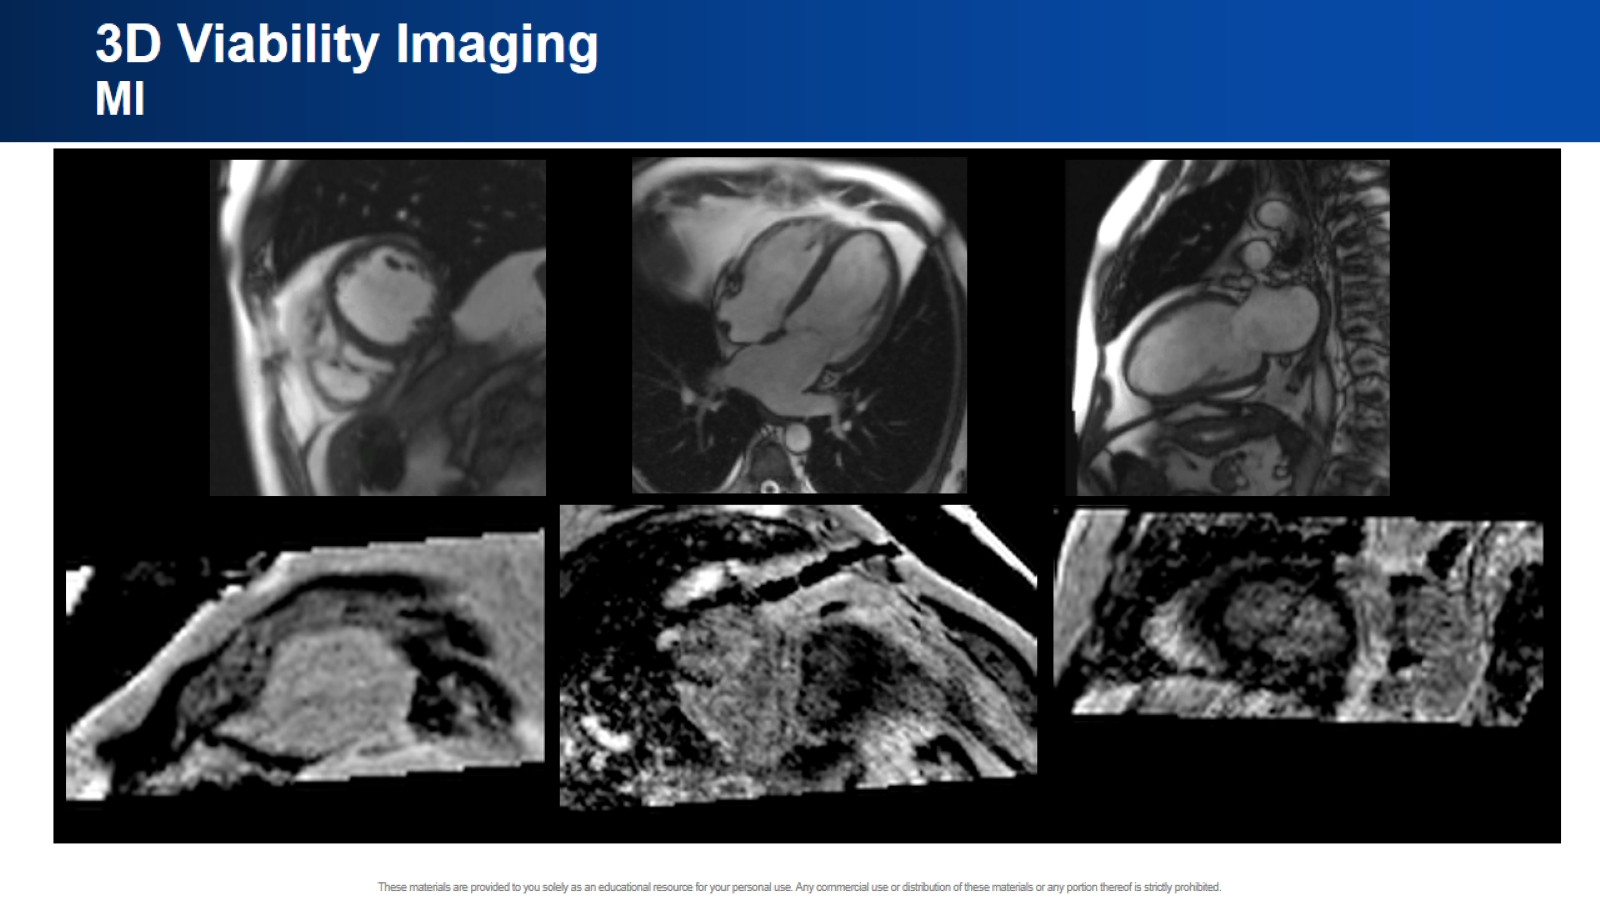 3D Viability Imaging
MI
These materials are provided to you solely as an educational resource for your personal use. Any commercial use or distribution of these materials or any portion thereof is strictly prohibited.